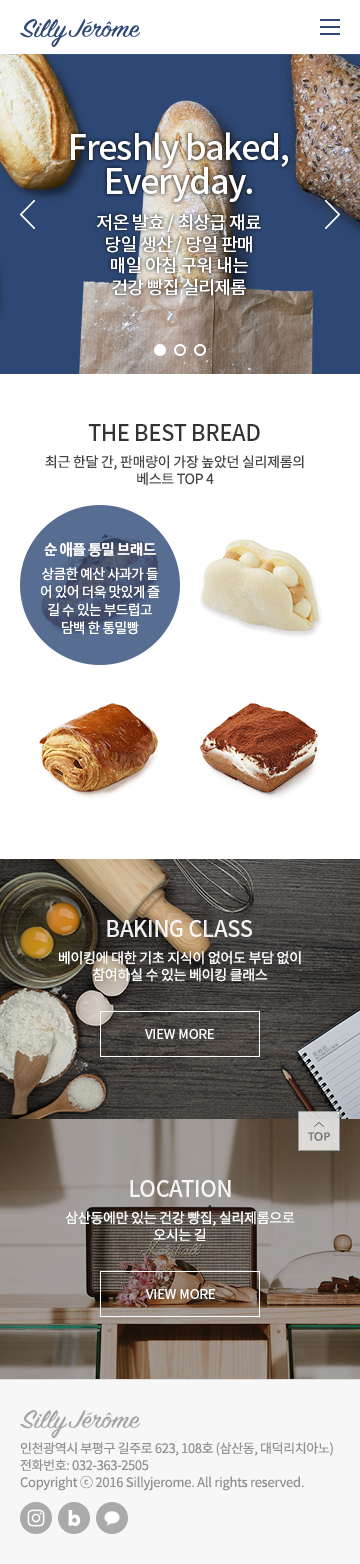 Silly Jérôme
Freshly baked,
Everyday.
저온 발효 / 최상급 재료
당일 생산 / 당일 판매
매일 아침 구워 내는
건강 빵집 실리제롬
THE BEST BREAD
최근 한달 간, 판매량이 가장 높았던 실리제롬의
베스트 TOP 4
순 애플 통밀 브래드
상큼한 예산 사과가 들
어 있어 더욱 맛있게 즐
길 수 있는 부드럽고
담백 한 통밀빵
BAKING CLASS
베이킹에 대한 기초 지식이 없어도 부담 없이
참여하실 수 있는 베이킹 클래스
VIEW MORE
TOP
LOCATION
삼산동에만 있는 건강 빵집, 실리제롬으로
오시는 길
Marshall
VIEW MORE
Silly Jérôme
인천광역시 부평구 길주로 623, 108호 (삼산동, 대덕리치아노)
전화번호: 032-363-2505
Copyright ⓒ 2016 Sillyjerome. All rights reserved.
b